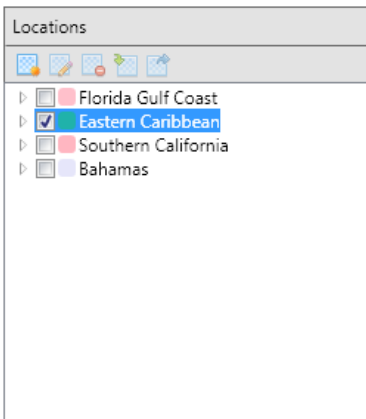 Locations
Florida Gulf Coast
Eastern Caribbean
Southern California
Bahamas